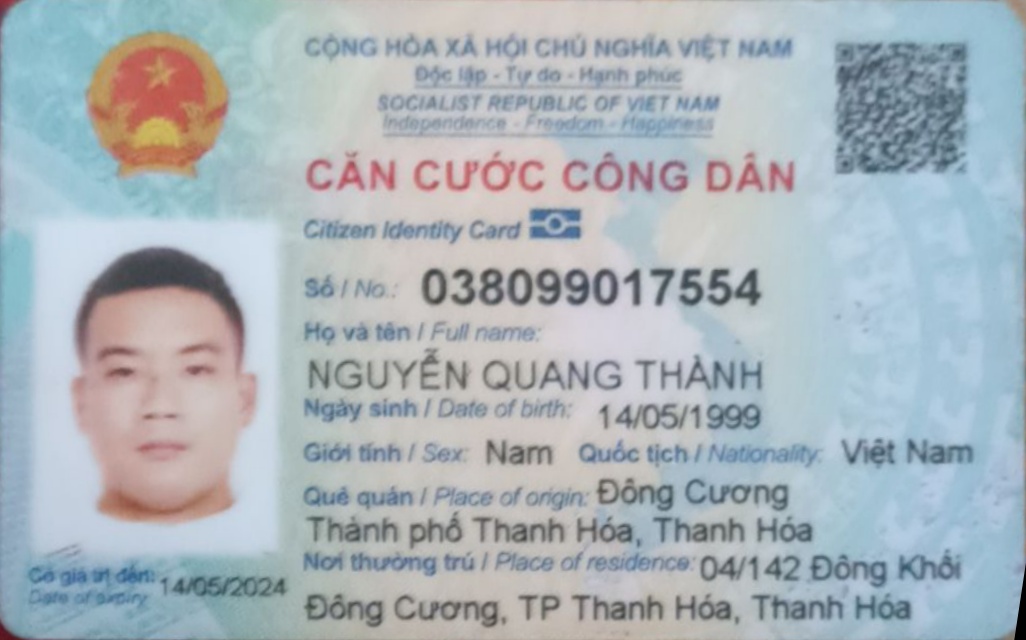 CỘNG HÒA XÃ HỘI CHỦ NGHĨA VIỆT NAM
Độc lập - Tự do - Hạnh phúc
SOCIALIST REPUBLIC OF VIET NAM
Independence - Freedom - Happiness
CĂN CƯỚC CÔNG DÂN
Citizen Identity Card
Số / No.: 038099017554
Họ và tên / Full name:
NGUYỄN QUANG THÀNH
Ngày sinh / Date of birth: 14/05/1999
Giới tính / Sex: Nam Quốc tịch / Nationality: Việt Nam
Quê quán / Place of origin: Đông Cương
Thành phố Thanh Hóa, Thanh Hóa
Nơi thường trú / Place of residence: 04/142 Đông Khối
Đông Cương, TP Thanh Hóa, Thanh Hóa
Có giá trị đến: 14/05/2024
Date of expiry: